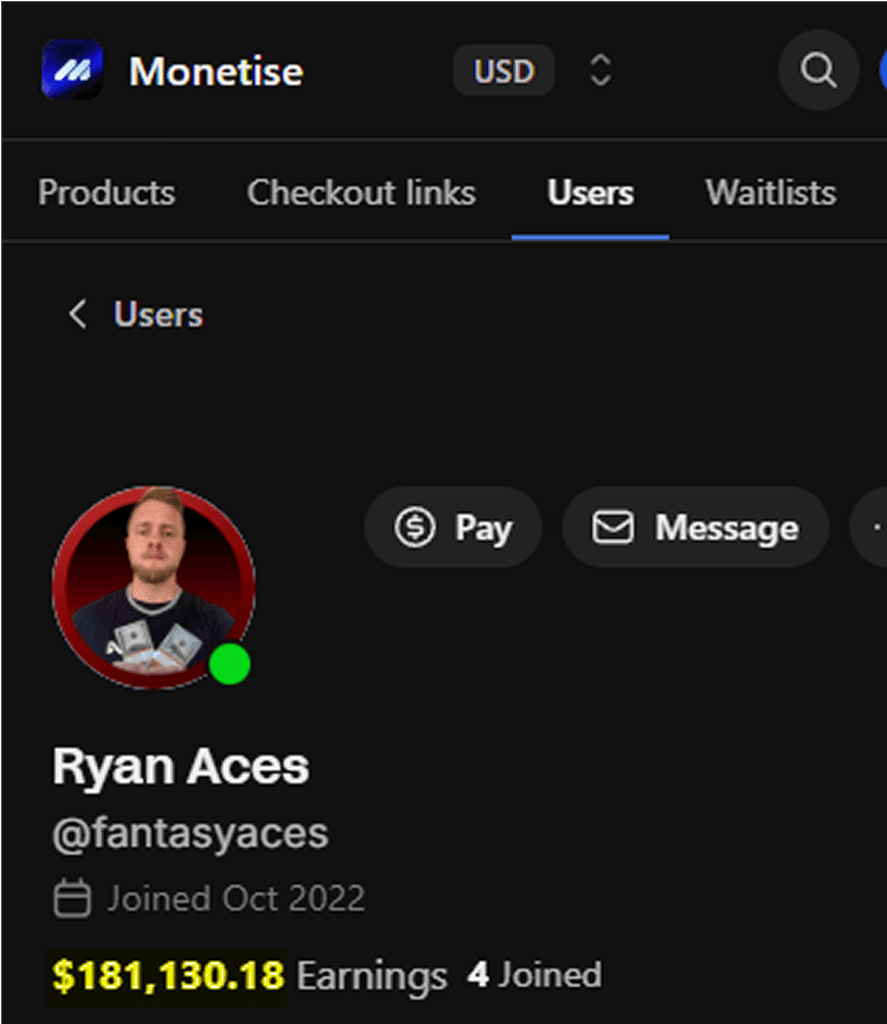 Monetise USD
Products Checkout links Users Waitlists
Users
Pay Message
Ryan Aces
@fantasyaces
Joined Oct 2022
$181,130.18 Earnings 4 Joined